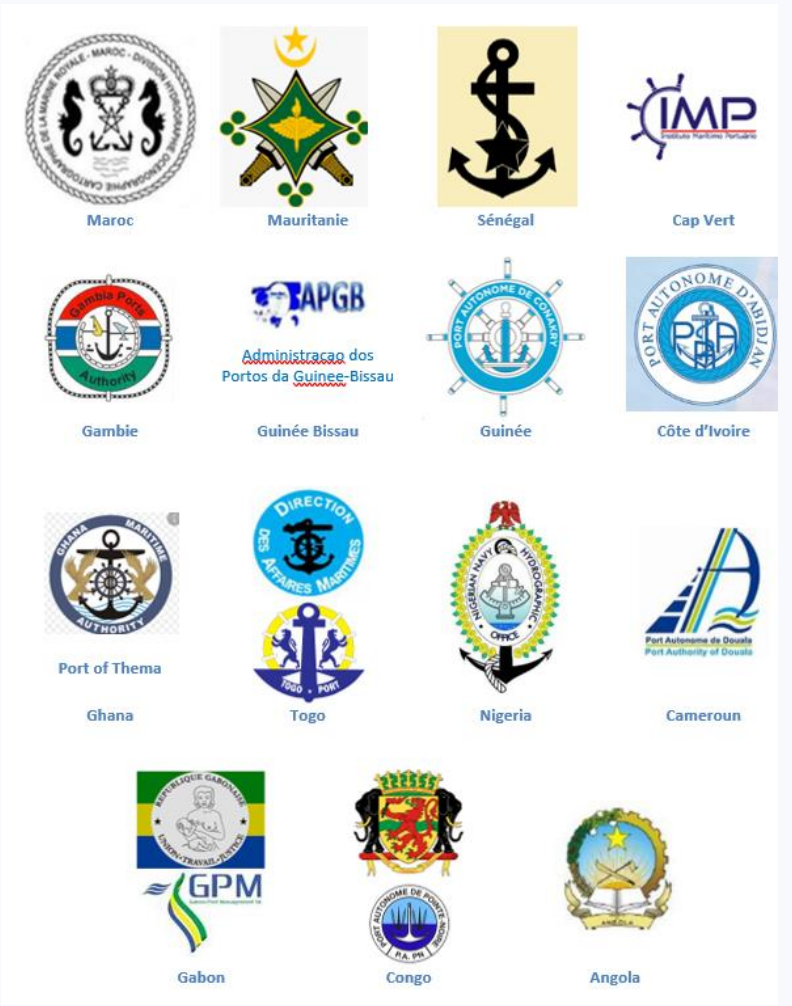 CARTOGRAPHIE DE LA MARINE ROYALE - MAROC - DIVISION HYDROGRAPHIE OCENOGRAPHIE
IMP
Instituto Marítimo Portuário
Maroc
Mauritanie
Sénégal
Cap Vert
Gambia Ports
Authority
APGB
Administracao dos
Portos da Guinee-Bissau
PORT AUTONOME DE CONAKRY
PORT AUTONOME D'ABIDJAN
PAA
Gambie
Guinée Bissau
Guinée
Côte d'Ivoire
GHANA MARITIME
AUTHORITY
Port of Thema
DIRECTION
DES AFFAIRES MARITIMES
TOGO • PORT
NIGERIAN NAVY HYDROGRAPHIC
OFFICE
A
Port Autonome de Douala
Port Authority of Douala
Ghana
Togo
Nigeria
Cameroun
REPUBLIQUE GABONAISE
UNION • TRAVAIL • JUSTICE
GPM
Gabon Port Management SA
PORT AUTONOME DE POINTE-NOIRE
P.A. PN
ANGOLA
Gabon
Congo
Angola